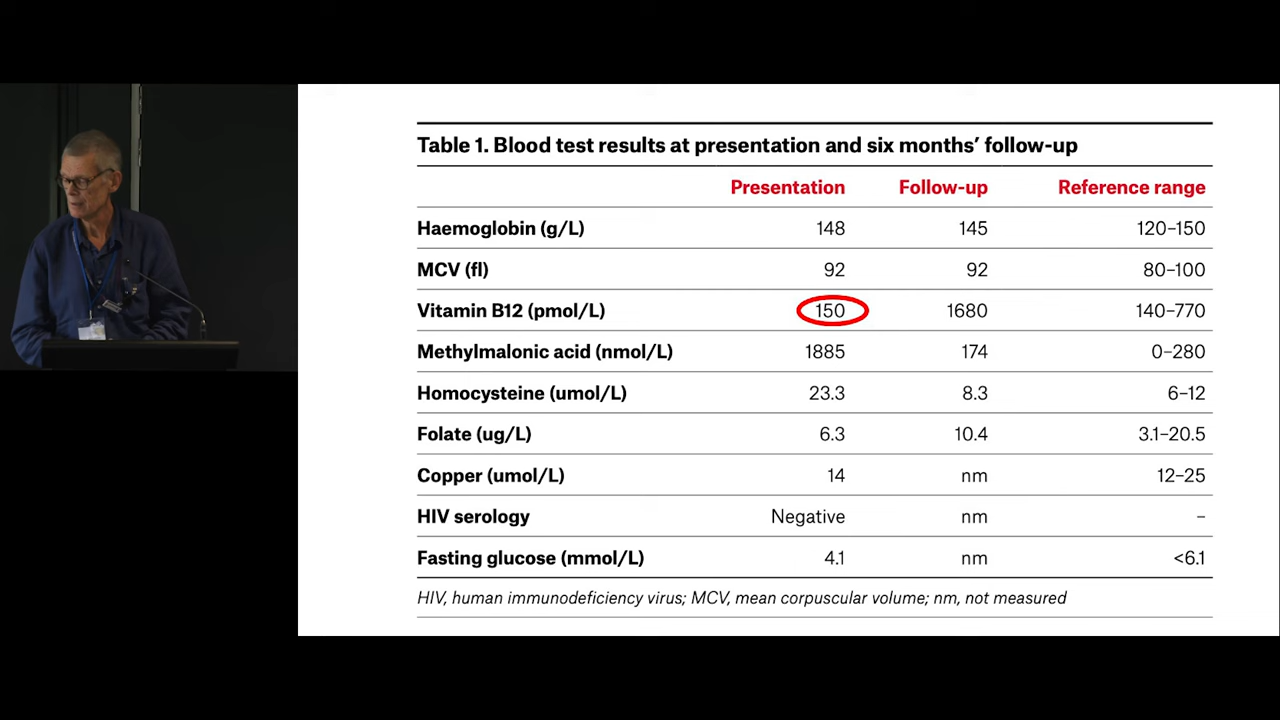 Table 1. Blood test results at presentation and six months’ follow-up
Presentation Follow-up Reference range
Haemoglobin (g/L) 148 145 120–150
MCV (fl) 92 92 80–100
Vitamin B12 (pmol/L) 150 1680 140–770
Methylmalonic acid (nmol/L) 1885 174 0–280
Homocysteine (umol/L) 23.3 8.3 6–12
Folate (ug/L) 6.3 10.4 3.1–20.5
Copper (umol/L) 14 nm 12–25
HIV serology Negative nm –
Fasting glucose (mmol/L) 4.1 nm <6.1
HIV, human immunodeficiency virus; MCV, mean corpuscular volume; nm, not measured